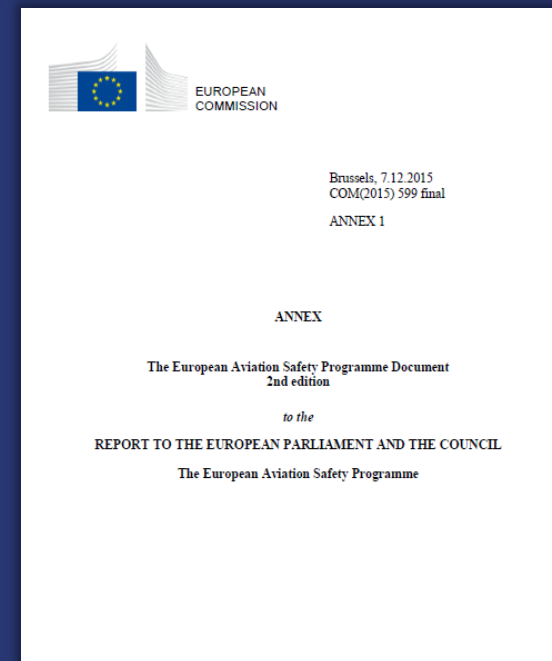 EUROPEAN
COMMISSION
Brussels, 7.12.2015
COM(2015) 599 final
ANNEX 1
ANNEX
The European Aviation Safety Programme Document
2nd edition
to the
REPORT TO THE EUROPEAN PARLIAMENT AND THE COUNCIL
The European Aviation Safety Programme